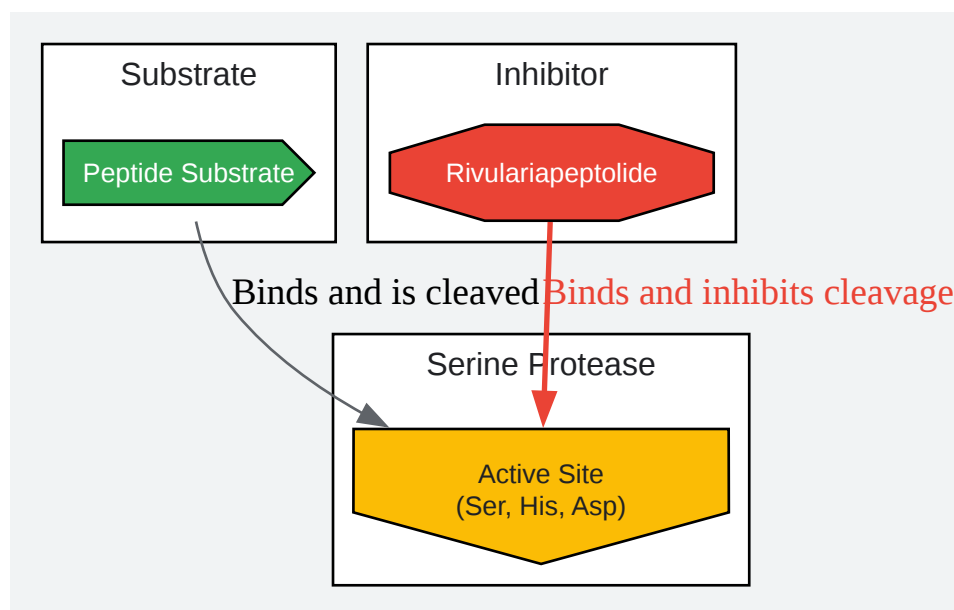 Substrate
Inhibitor
Peptide Substrate
Rivulariapeptolide
Binds and is cleaved
Binds and inhibits cleavage
Serine Protease
Active Site
(Ser, His, Asp)